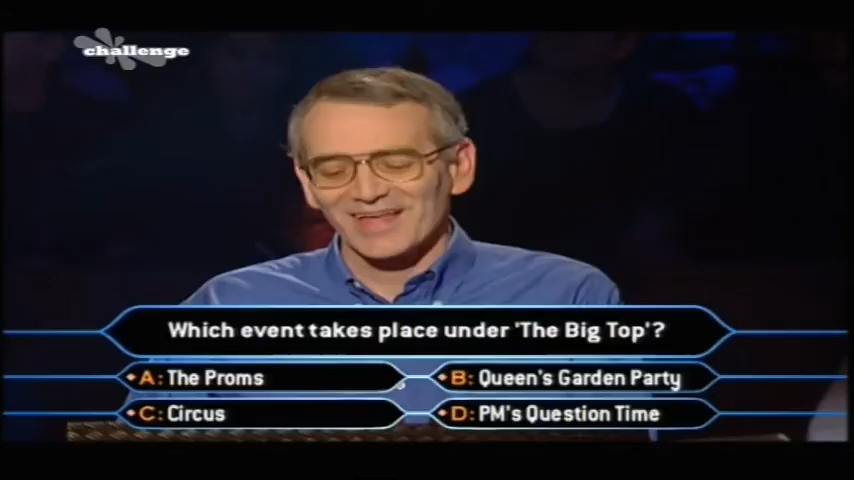 challenge
Which event takes place under 'The Big Top'?
A: The Proms
B: Queen's Garden Party
C: Circus
D: PM's Question Time